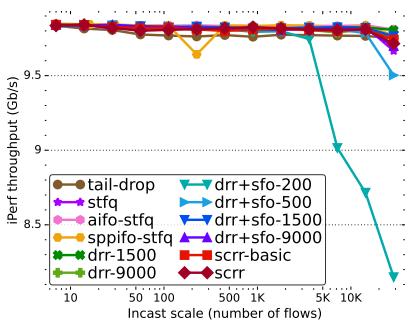 9.5
9
8.5
iPerf throughput (Gb/s)
tail-drop
stfq
aifo-stfq
sppifo-stfq
drr-1500
drr-9000
drr+sfo-200
drr+sfo-500
drr+sfo-1500
drr+sfo-9000
scrr-basic
scrr
10 50 100 500 1K 5K 10K
Incast scale (number of flows)